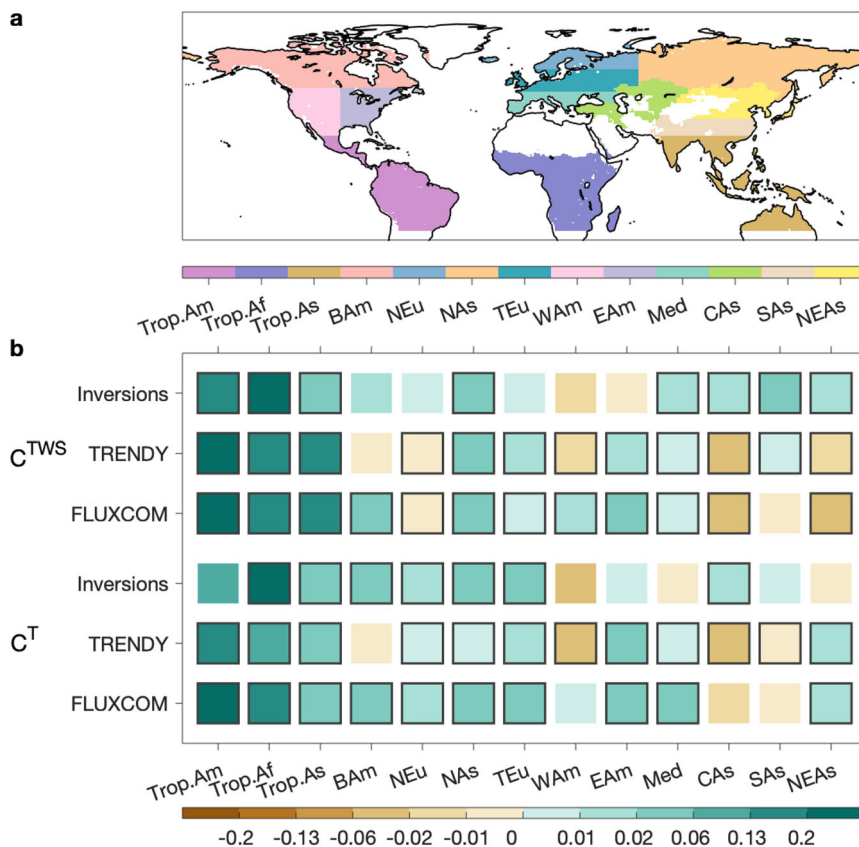 a
Trop.Am Trop.Af Trop.As BAm NEu NAs TEu WAm EAm Med CAs SAs NEAs
b
Inversions
C^TWS TRENDY
FLUXCOM
Inversions
C^T TRENDY
FLUXCOM
Trop.Am Trop.Af Trop.As BAm NEu NAs TEu WAm EAm Med CAs SAs NEAs
-0.2 -0.13 -0.06 -0.02 -0.01 0 0.01 0.02 0.06 0.13 0.2